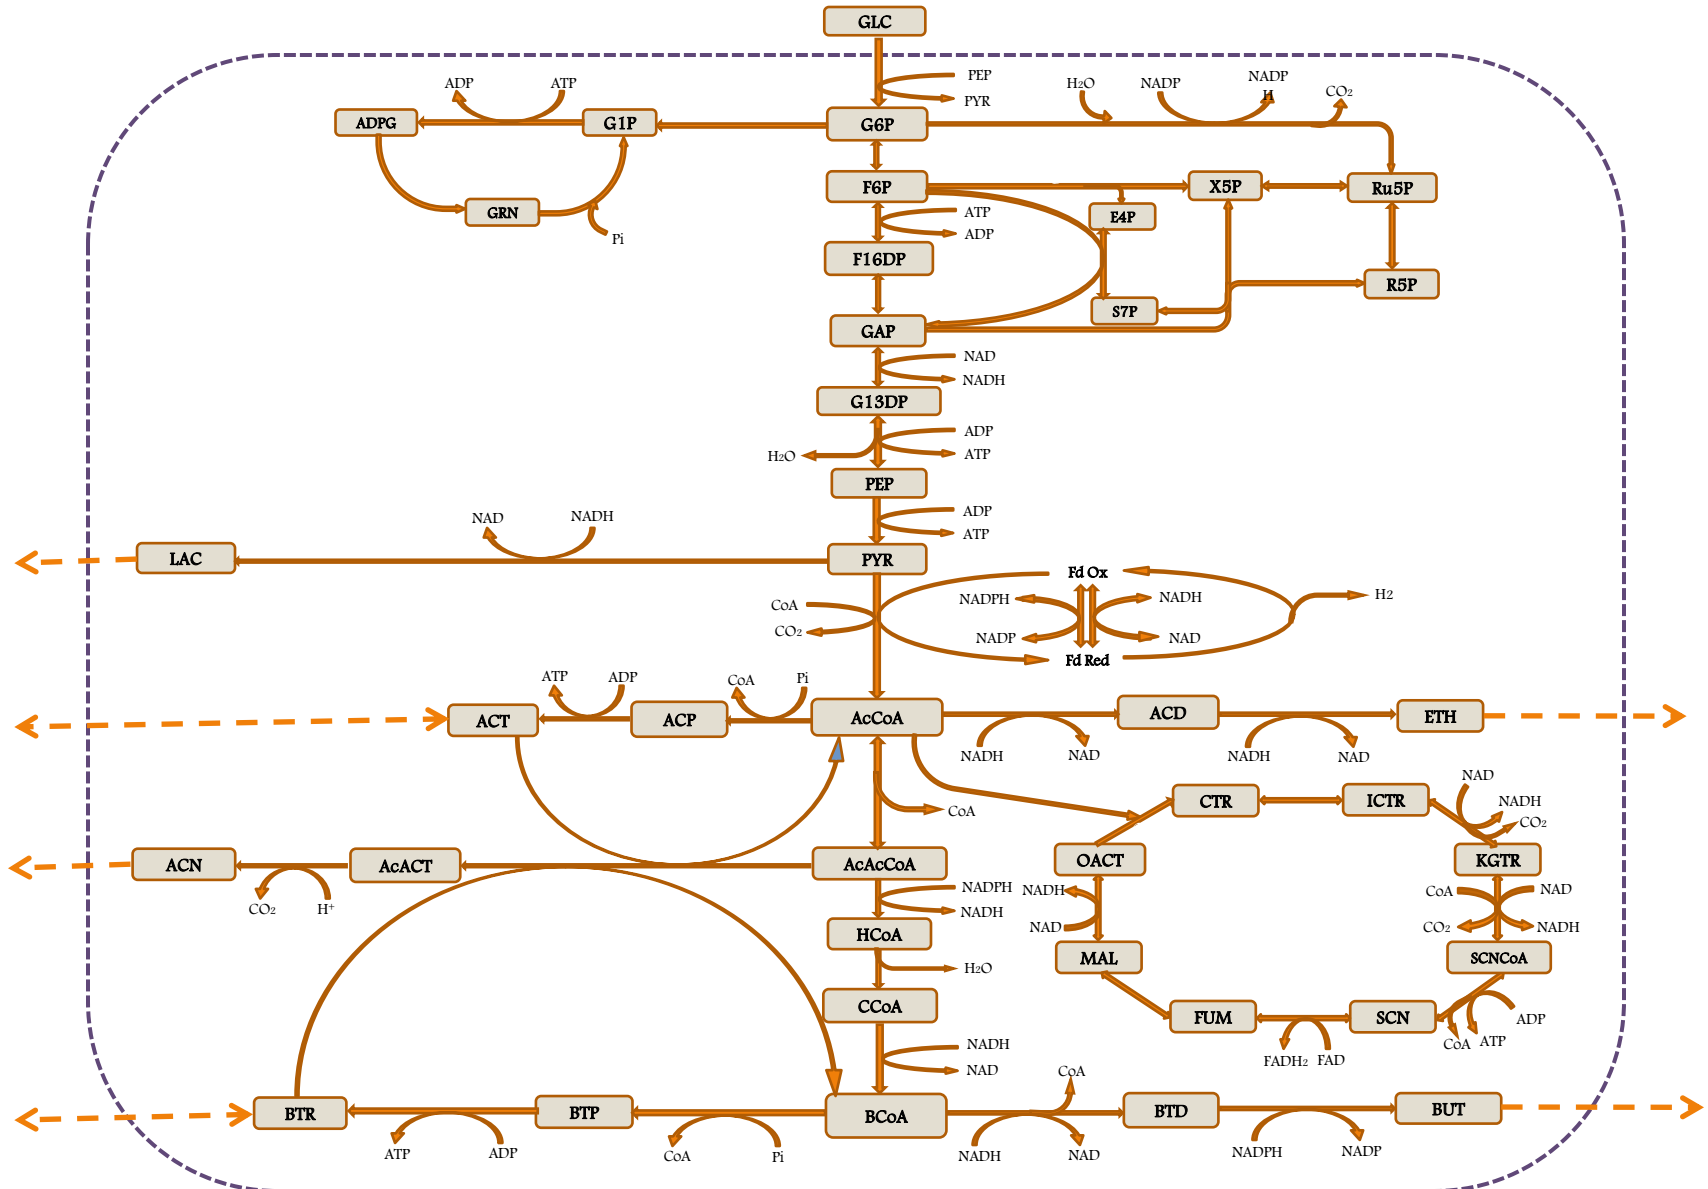 GLC
PEP
PYR
ADP
ATP
H2O
NADP
NADP
H
CO2
ADPG
G1P
G6P
F6P
X5P
Ru5P
GRN
E4P
Pi
ATP
ADP
F16DP
R5P
S7P
GAP
NAD
NADH
G13DP
ADP
H2O
ATP
PEP
ADP
NAD
NADH
ATP
LAC
PYR
Fd Ox
CoA
NADPH
NADH
H2
CO2
NADP
NAD
Fd Red
ATP
ADP
CoA
Pi
ACT
ACP
AcCoA
ACD
ETH
NADH
NAD
NADH
NAD
NAD
CTR
ICTR
NADH
CoA
CO2
ACN
AcACT
AcAcCoA
OACT
KGTR
NADPH
NADH
CoA
NAD
CO2
H+
NADH
NAD
CO2
NADH
HCoA
MAL
SCNCoA
H2O
CCoA
FUM
SCN
ADP
CoA
ATP
NADH
FADH2
FAD
NAD
CoA
BTR
BTP
BCoA
BTD
BUT
ATP
ADP
CoA
Pi
NADH
NAD
NADPH
NADP